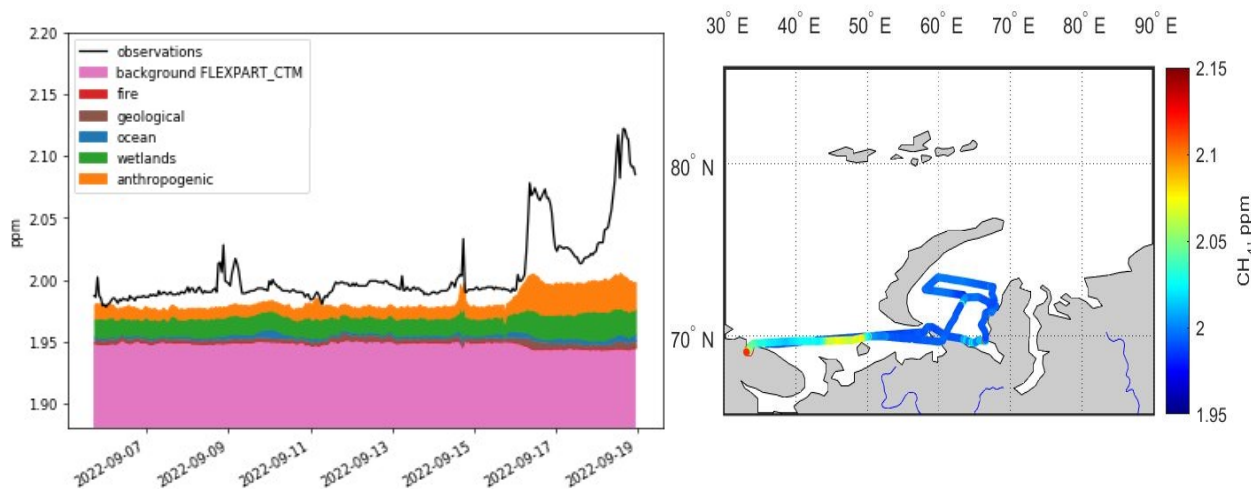 2.20
2.15
2.10
2.05
2.00
1.95
1.90
ppm
observations
background FLEXPART_CTM
fire
geological
ocean
wetlands
anthropogenic
2022-09-07
2022-09-09
2022-09-11
2022-09-13
2022-09-15
2022-09-17
2022-09-19
30° E
40° E
50° E
60° E
70° E
80° E
90° E
80° N
70° N
2.15
2.1
2.05
2
1.95
CH4, ppm